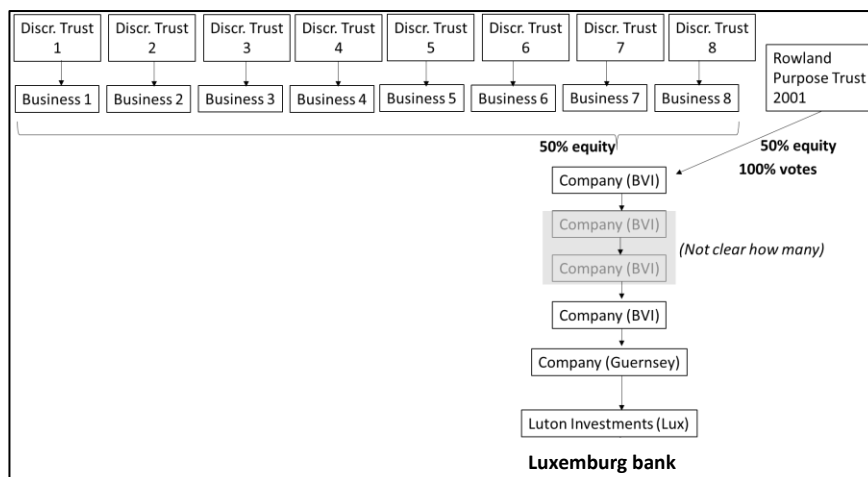 Discr. Trust
1
Discr. Trust
2
Discr. Trust
3
Discr. Trust
4
Discr. Trust
5
Discr. Trust
6
Discr. Trust
7
Discr. Trust
8
Rowland
Purpose Trust
2001
Business 1
Business 2
Business 3
Business 4
Business 5
Business 6
Business 7
Business 8
50% equity
50% equity
100% votes
Company (BVI)
Company (BVI)
(Not clear how many)
Company (BVI)
Company (BVI)
Company (Guernsey)
Luton Investments (Lux)
Luxemburg bank